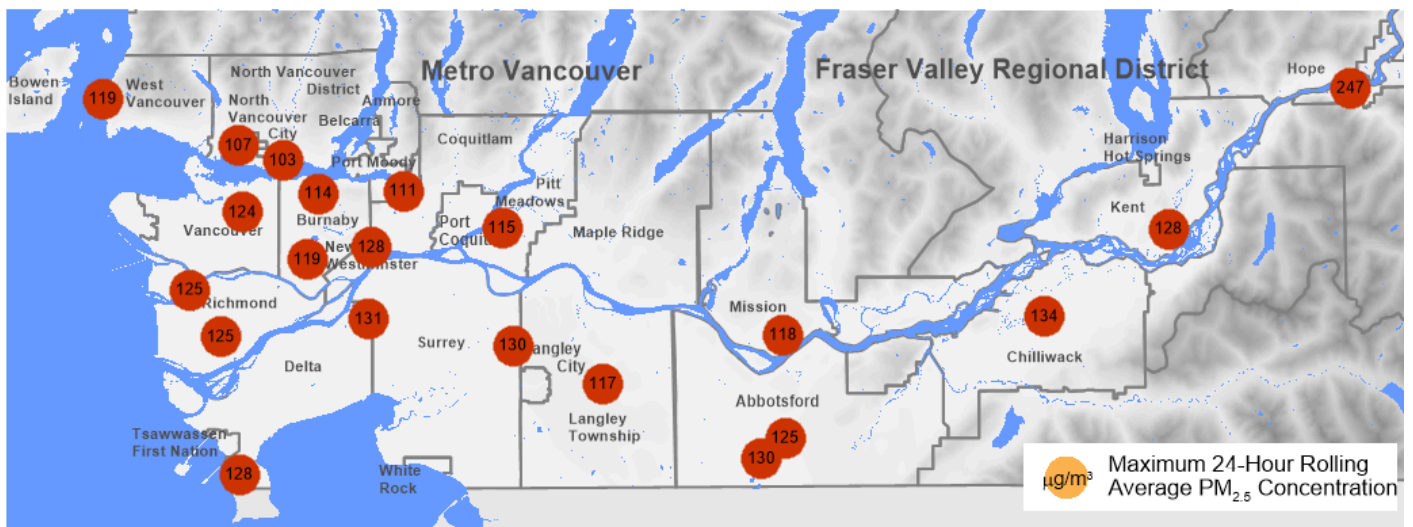 Metro Vancouver
Fraser Valley Regional District
Bowen
Island
119
West
Vancouver
North Vancouver
District
North
Vancouver
City
Anmore
Belcarra
107
103
Port Moody
Coquitlam
114
111
Burnaby
124
Vancouver
119
New
Westminster
128
Port
Coquitlam
115
Pitt
Meadows
Maple Ridge
125
Richmond
125
131
Delta
Surrey
130
Langley
City
117
Langley
Township
Mission
118
Abbotsford
125
130
Tsawwassen
First Nation
128
White
Rock
Hope
247
Harrison
Hot Springs
Kent
128
134
Chilliwack
µg/m³
Maximum 24-Hour Rolling
Average PM2.5 Concentration